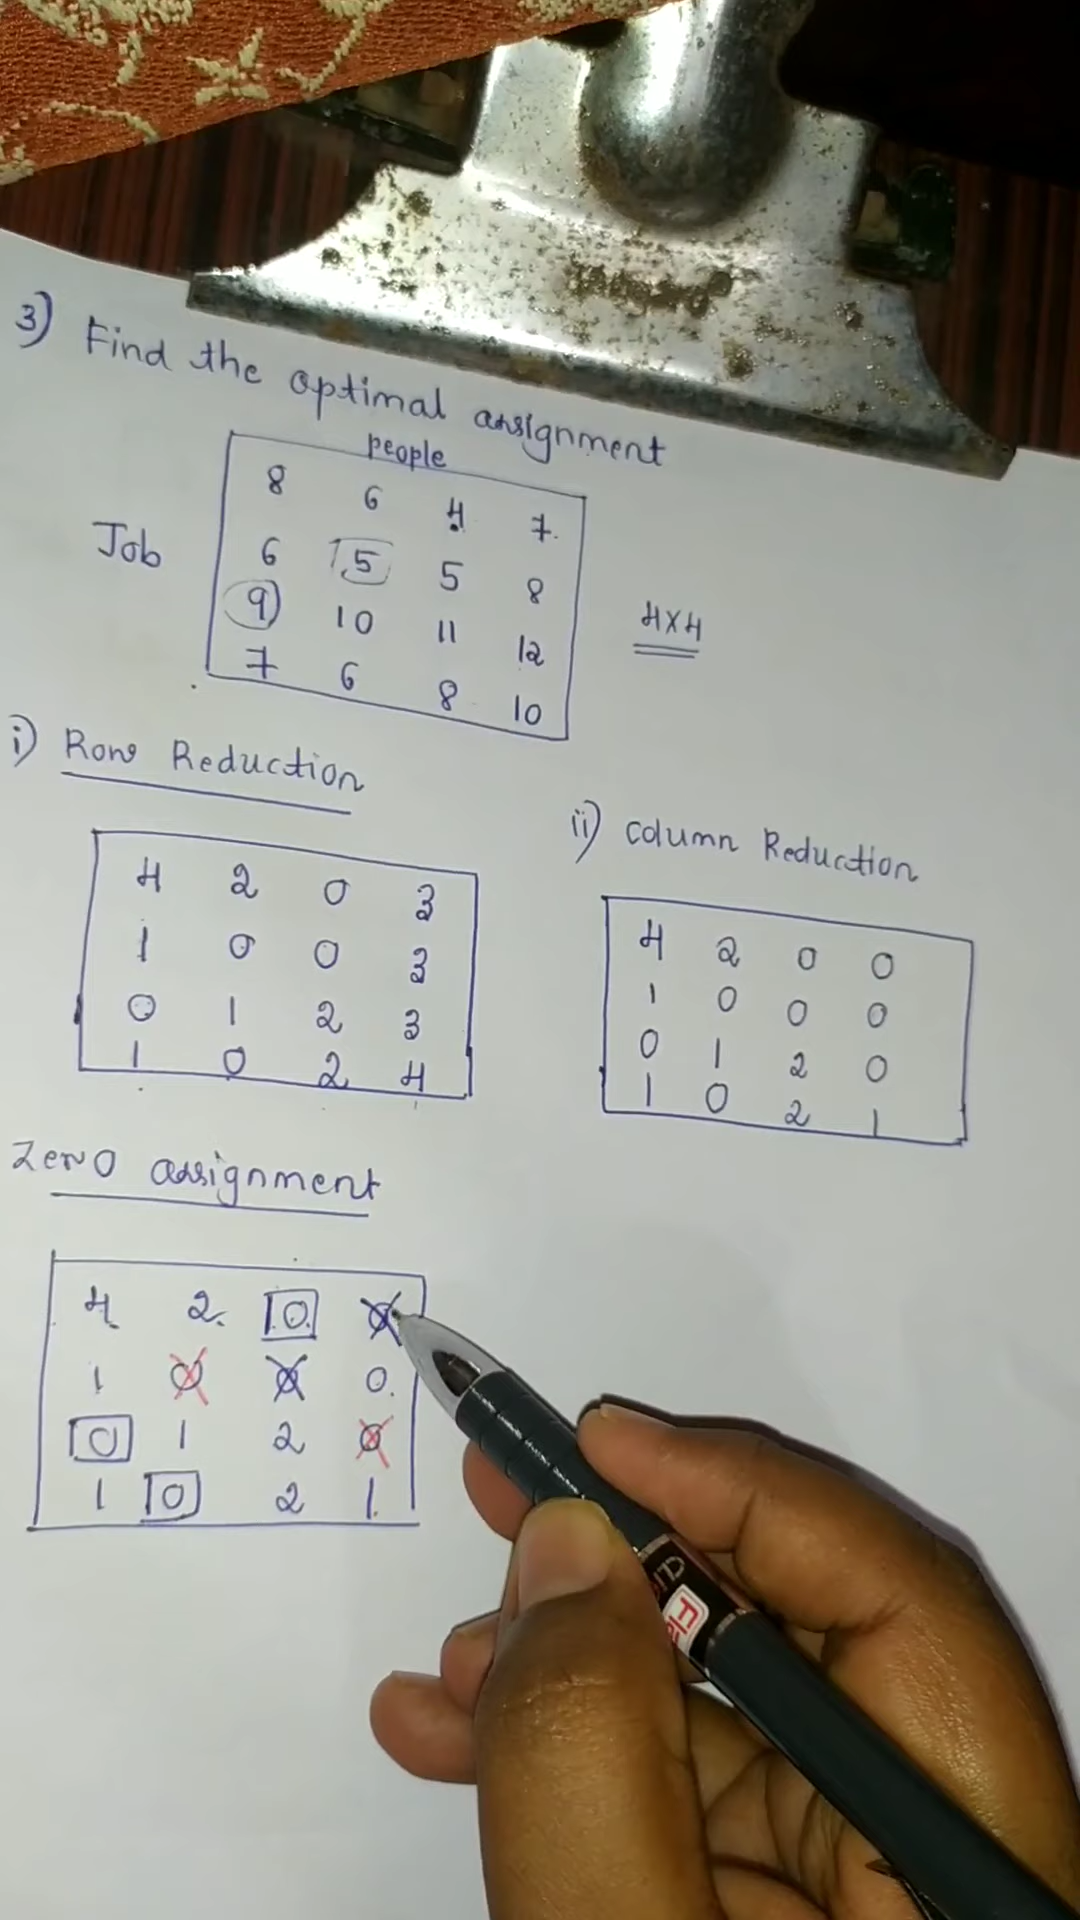 3) Find the optimal assignment
people
Job
8 6 4 7
6 5 5 8
9 10 11 12
7 6 8 10
4x4
i) Row Reduction
4 2 0 3
1 0 0 3
0 1 2 3
1 0 2 4
ii) Column Reduction
4 2 0 0
1 0 0 0
0 1 2 0
1 0 2 1
Zero assignment
4 2 0 0
1 0 0 0
0 1 2 0
1 0 2 1